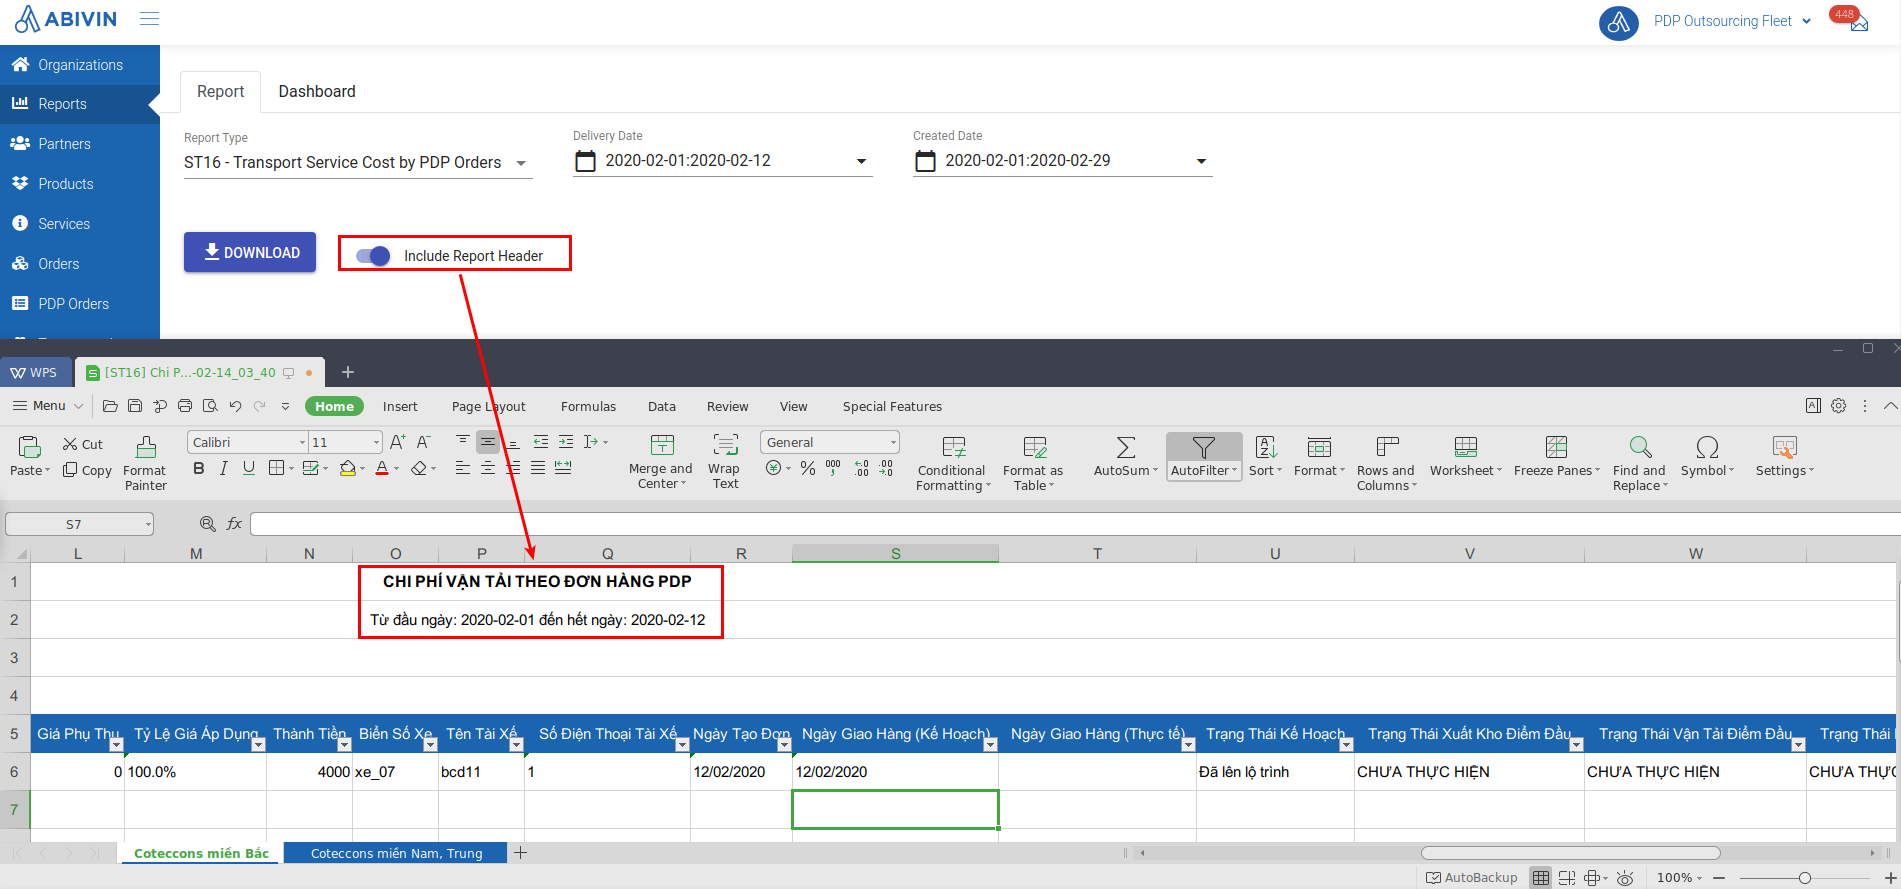 ABIVIN
PDP Outsourcing Fleet
448
Organizations
Reports
Partners
Products
Services
Orders
PDP Orders
Report
Dashboard
Report Type
ST16 - Transport Service Cost by PDP Orders
Delivery Date
2020-02-01:2020-02-12
Created Date
2020-02-01:2020-02-29
DOWNLOAD
Include Report Header
WPS
[ST16] Chi P...-02-14_03_40
Menu
Home
Insert
Page Layout
Formulas
Data
Review
View
Special Features
Paste
Cut
Copy
Format
Painter
Calibri
11
Merge and
Center
Wrap
Text
General
Conditional
Formatting
Format as
Table
AutoSum
AutoFilter
Sort
Format
Rows and
Columns
Worksheet
Freeze Panes
Find and
Replace
Symbol
Settings
S7
fx
L M N O P Q R S T U V W
1 CHI PHÍ VẬN TẢI THEO ĐƠN HÀNG PDP
2 Từ đầu ngày: 2020-02-01 đến hết ngày: 2020-02-12
3
4
5 Giá Phụ Thu Tỷ Lệ Giá Áp Dụng Thành Tiền Biển Số Xe Tên Tài Xế Số Điện Thoại Tài Xế Ngày Tạo Đơn Ngày Giao Hàng (Kế Hoạch) Ngày Giao Hàng (Thực tế) Trạng Thái Kế Hoạch Trạng Thái Xuất Kho Điểm Đầu Trạng Thái Vận Tải Điểm Đầu Trạng Thái
6 0 100.0% 4000 xe_07 bcd11 1 12/02/2020 12/02/2020 Đã lên lộ trình CHƯA THỰC HIỆN CHƯA THỰC HIỆN CHƯA THỰC
7
Coteccons miền Bắc
Coteccons miền Nam, Trung
AutoBackup
100%